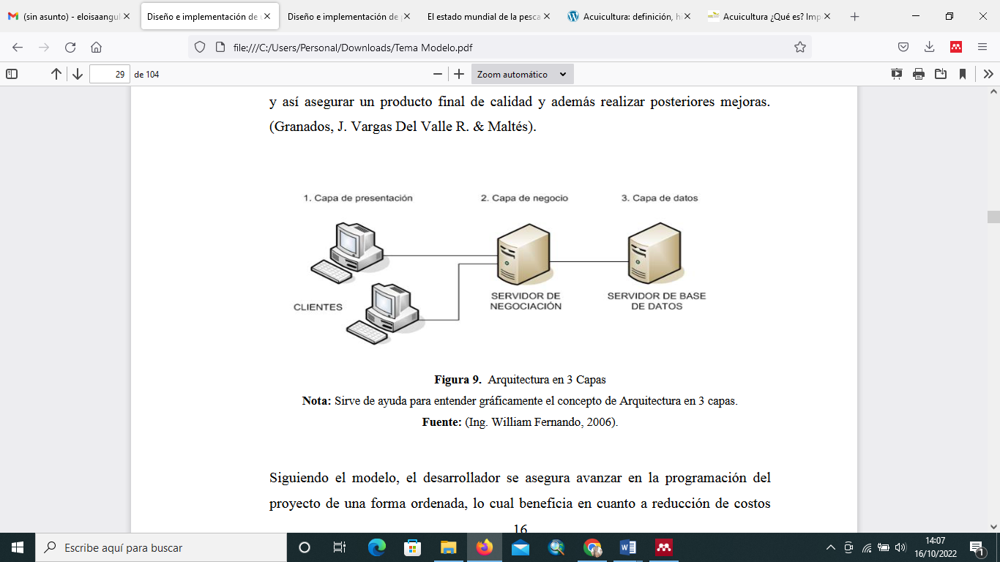 (sin asunto) - eloisaangul
Diseño e implementación de u
Diseño e implementación de p
El estado mundial de la pesca
Acuicultura: definición, hi
Acuicultura ¿Qué es? Imp
file:///C:/Users/Personal/Downloads/Tema Modelo.pdf
29 de 104
Zoom automático
y así asegurar un producto final de calidad y además realizar posteriores mejoras.
(Granados, J. Vargas Del Valle R. & Maltés).
1. Capa de presentación
2. Capa de negocio
3. Capa de datos
CLIENTES
SERVIDOR DE
NEGOCIACIÓN
SERVIDOR DE BASE
DE DATOS
Figura 9. Arquitectura en 3 Capas
Nota: Sirve de ayuda para entender gráficamente el concepto de Arquitectura en 3 capas.
Fuente: (Ing. William Fernando, 2006).
Siguiendo el modelo, el desarrollador se asegura avanzar en la programación del
proyecto de una forma ordenada, lo cual beneficia en cuanto a reducción de costos
16
Escribe aquí para buscar
14:07
16/10/2022
1